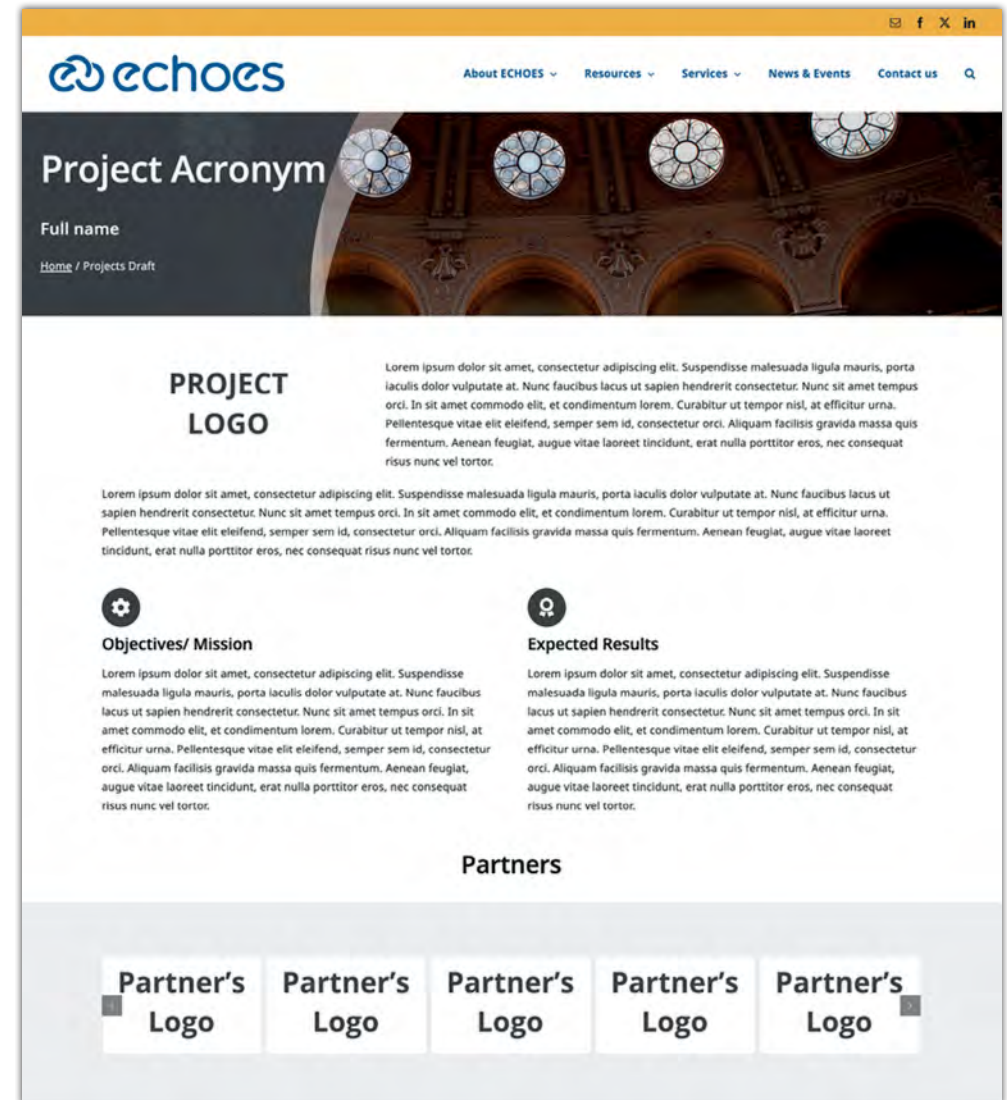 echoes
About ECHOES
Resources
Services
News & Events
Contact us
Project Acronym
Full name
Home / Projects Draft
PROJECT
LOGO
Lorem ipsum dolor sit amet, consectetur adipiscing elit. Suspendisse malesuada ligula mauris, porta
iaculis dolor vulputate at. Nunc faucibus lacus ut sapien hendrerit consectetur. Nunc sit amet tempus
orci. In sit amet commodo elit, et condimentum lorem. Curabitur ut tempor nisl, at efficitur urna.
Pellentesque vitae elit eleifend, semper sem id, consectetur orci. Aliquam facilisis gravida massa quis
fermentum. Aenean feugiat, augue vitae laoreet tincidunt, erat nulla porttitor eros, nec consequat
risus nunc vel tortor.
Lorem ipsum dolor sit amet, consectetur adipiscing elit. Suspendisse malesuada ligula mauris, porta iaculis dolor vulputate at. Nunc faucibus lacus ut
sapien hendrerit consectetur. Nunc sit amet tempus orci. In sit amet commodo elit, et condimentum lorem. Curabitur ut tempor nisl, at efficitur urna.
Pellentesque vitae elit eleifend, semper sem id, consectetur orci. Aliquam facilisis gravida massa quis fermentum. Aenean feugiat, augue vitae laoreet
tincidunt, erat nulla porttitor eros, nec consequat risus nunc vel tortor.
Objectives/ Mission
Lorem ipsum dolor sit amet, consectetur adipiscing elit. Suspendisse
malesuada ligula mauris, porta iaculis dolor vulputate at. Nunc faucibus
lacus ut sapien hendrerit consectetur. Nunc sit amet tempus orci. In sit
amet commodo elit, et condimentum lorem. Curabitur ut tempor nisl, at
efficitur urna. Pellentesque vitae elit eleifend, semper sem id, consectetur
orci. Aliquam facilisis gravida massa quis fermentum. Aenean feugiat,
augue vitae laoreet tincidunt, erat nulla porttitor eros, nec consequat
risus nunc vel tortor.
Expected Results
Lorem ipsum dolor sit amet, consectetur adipiscing elit. Suspendisse
malesuada ligula mauris, porta iaculis dolor vulputate at. Nunc faucibus
lacus ut sapien hendrerit consectetur. Nunc sit amet tempus orci. In sit
amet commodo elit, et condimentum lorem. Curabitur ut tempor nisl, at
efficitur urna. Pellentesque vitae elit eleifend, semper sem id, consectetur
orci. Aliquam facilisis gravida massa quis fermentum. Aenean feugiat,
augue vitae laoreet tincidunt, erat nulla porttitor eros, nec consequat
risus nunc vel tortor.
Partners
Partner's
Logo
Partner's
Logo
Partner's
Logo
Partner's
Logo
Partner's
Logo